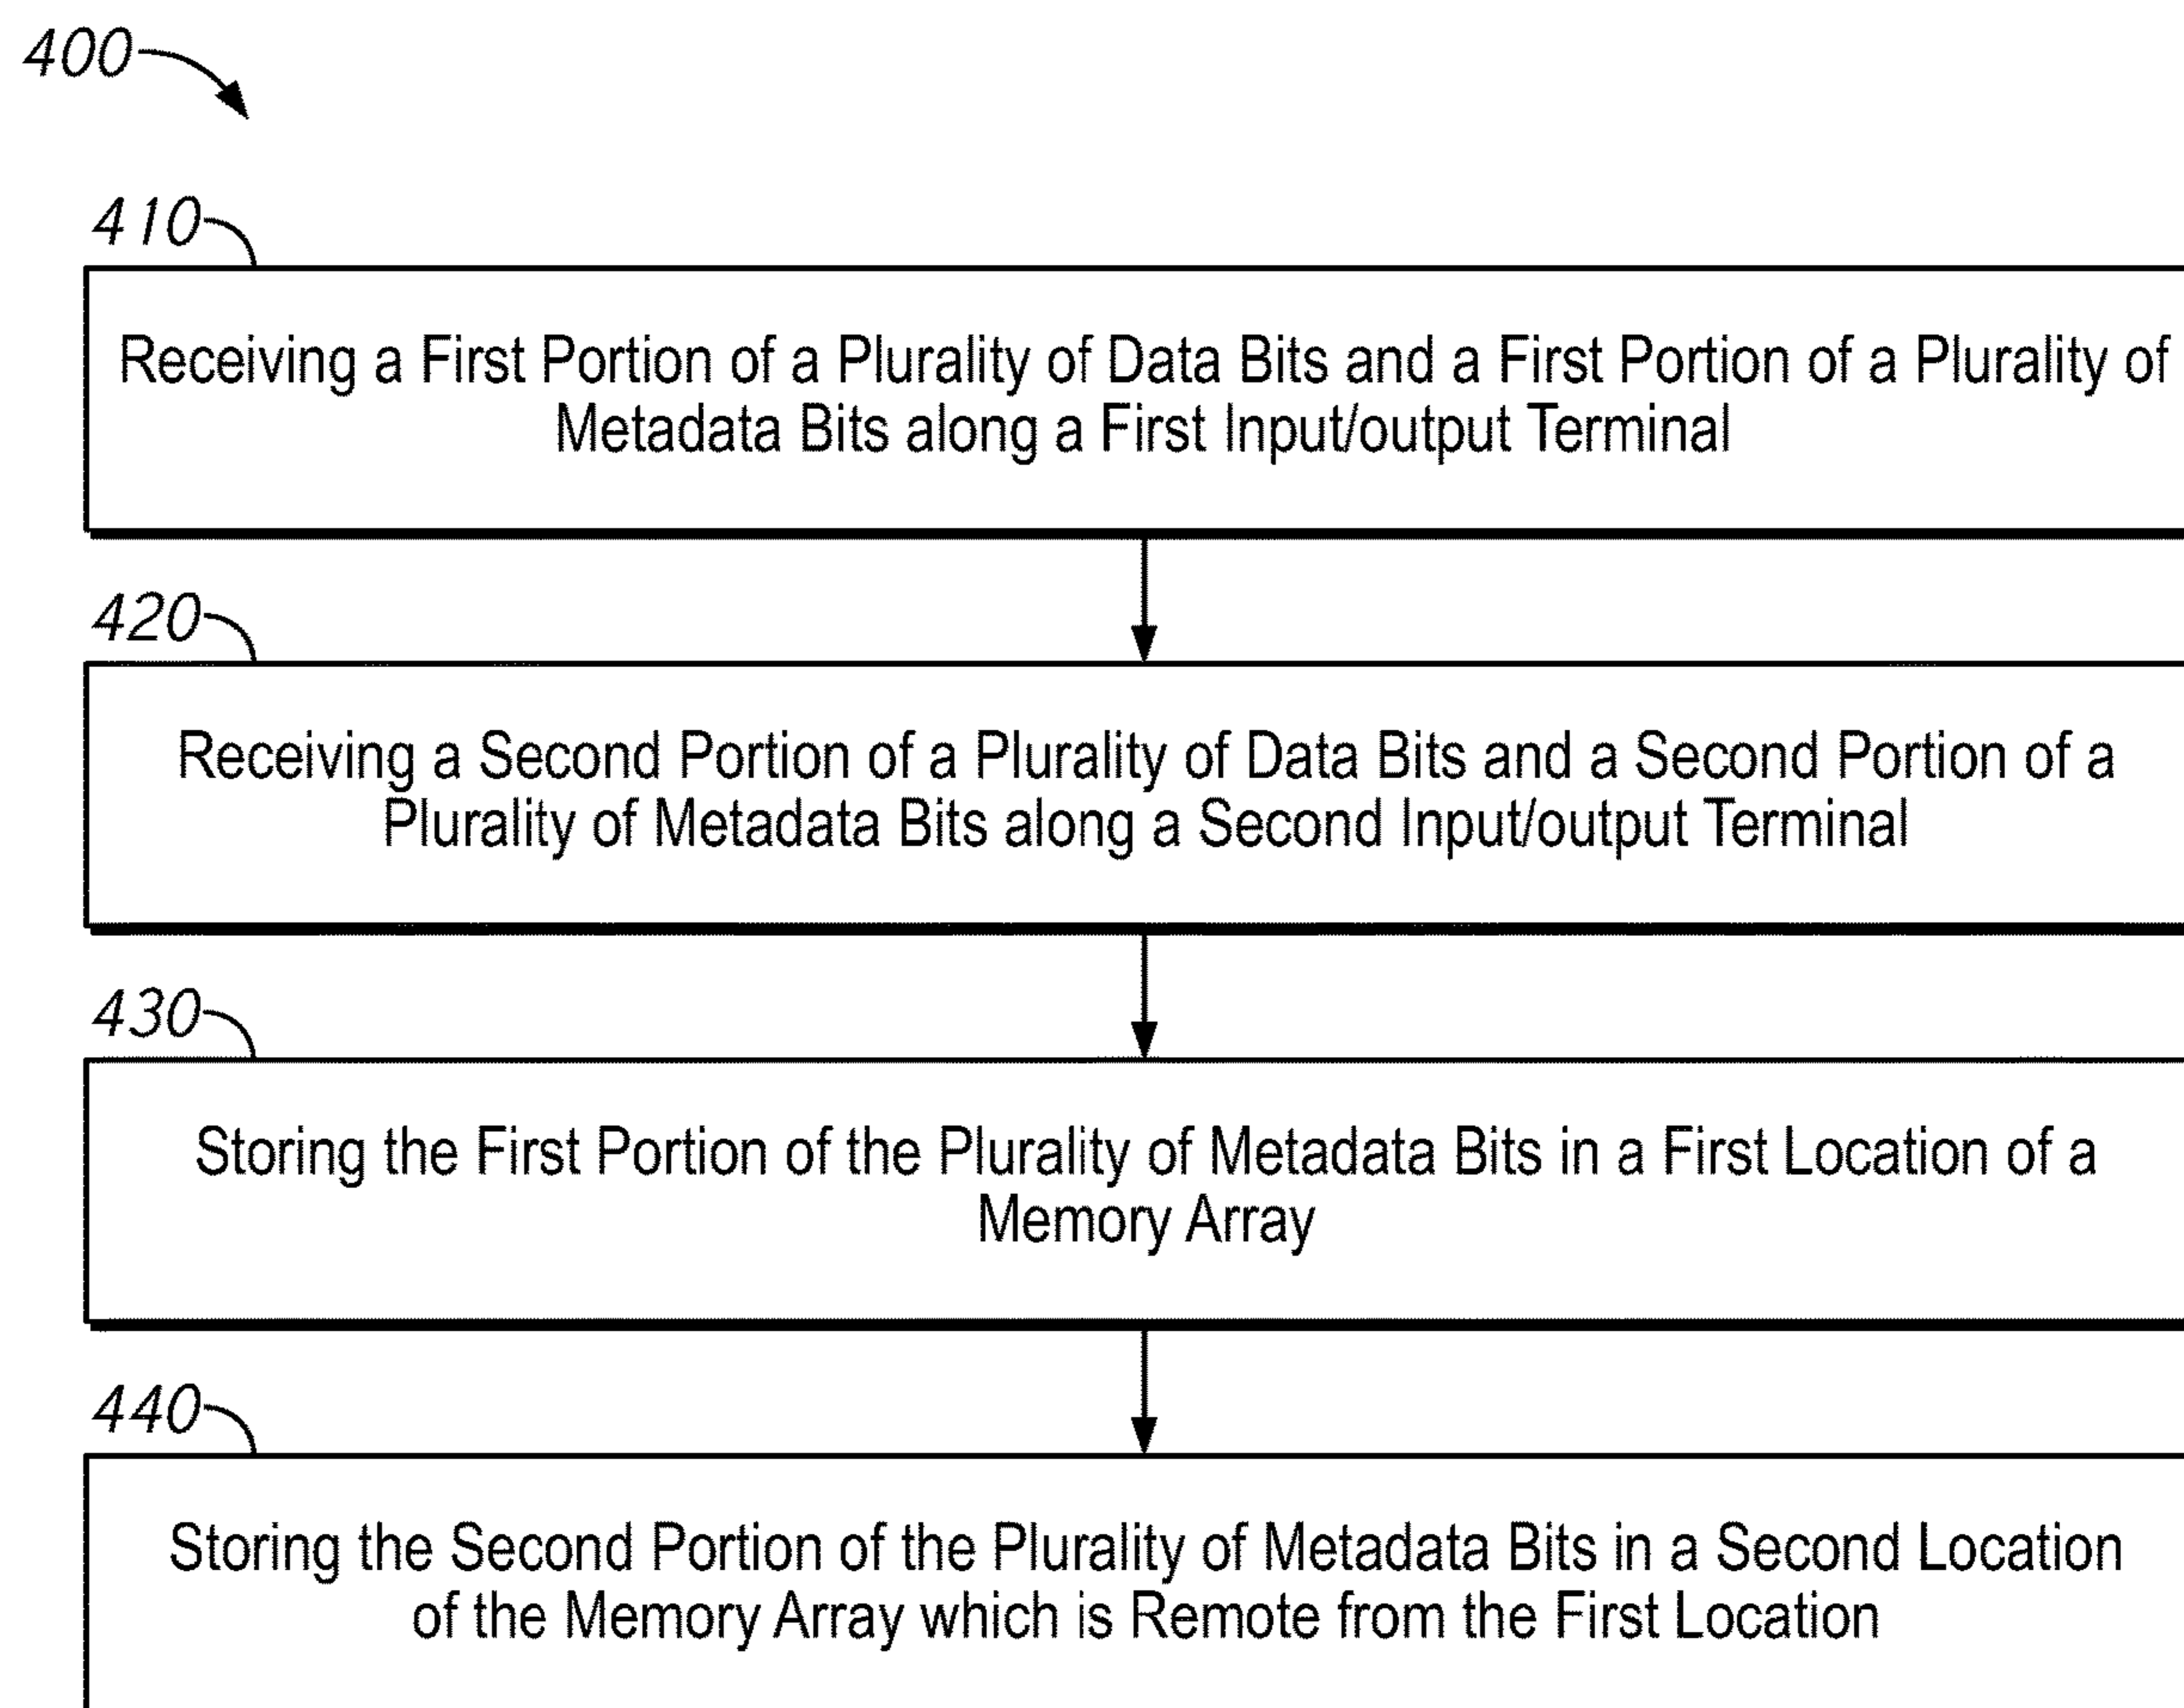 400
410
Receiving a First Portion of a Plurality of Data Bits and a First Portion of a Plurality of
Metadata Bits along a First Input/output Terminal
420
Receiving a Second Portion of a Plurality of Data Bits and a Second Portion of a
Plurality of Metadata Bits along a Second Input/output Terminal
430
Storing the First Portion of the Plurality of Metadata Bits in a First Location of a
Memory Array
440
Storing the Second Portion of the Plurality of Metadata Bits in a Second Location
of the Memory Array which is Remote from the First Location